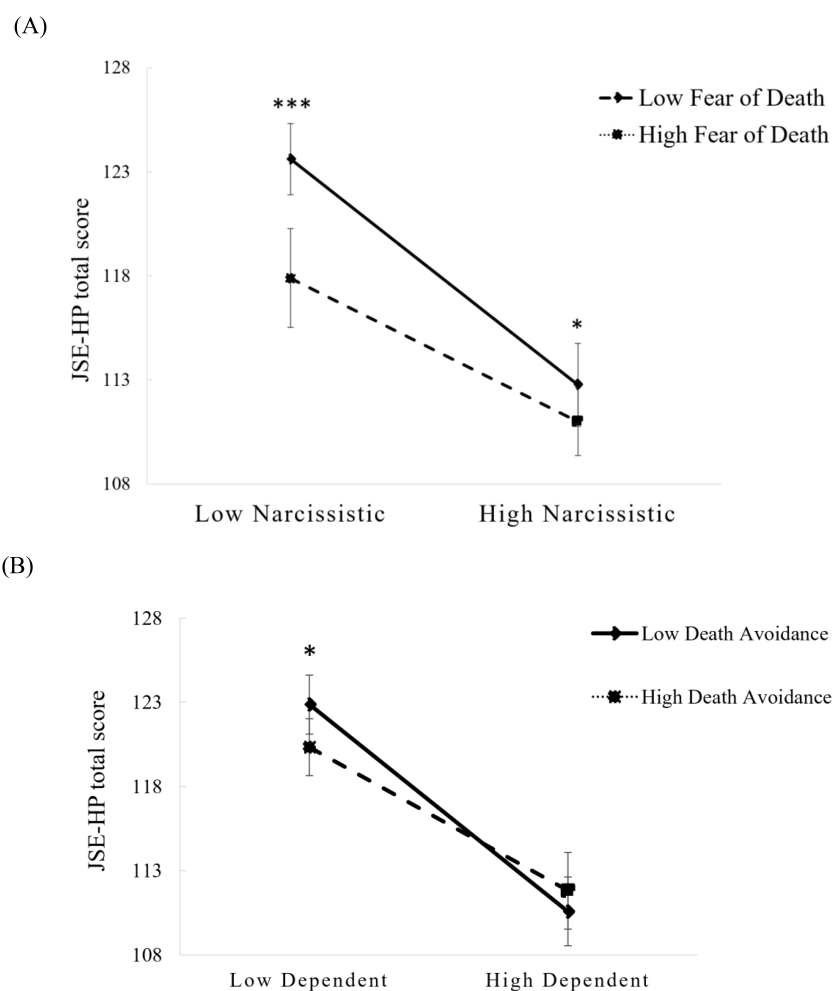 (A)
128
123
118
113
108
JSE-HP total score
***
*
Low Fear of Death
High Fear of Death
Low Narcissistic
High Narcissistic
(B)
128
123
118
113
108
JSE-HP total score
*
Low Death Avoidance
High Death Avoidance
Low Dependent
High Dependent